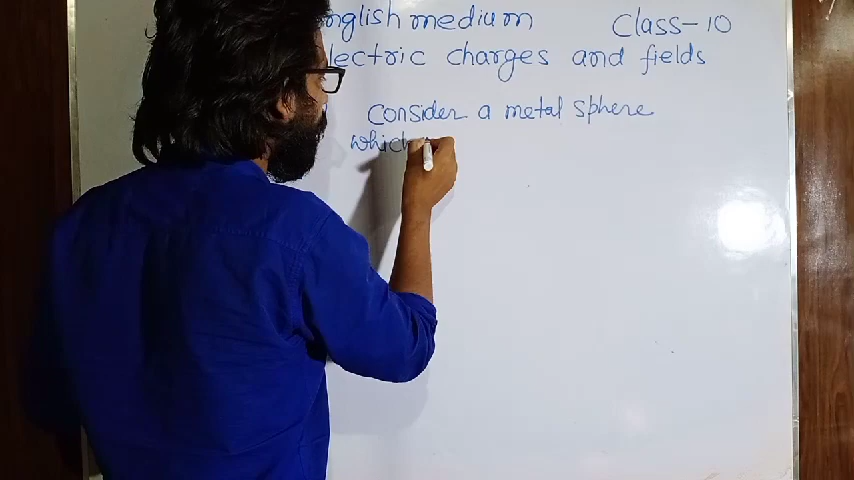 nglish medium Class-10
lectric charges and fields
Consider a metal sphere
which